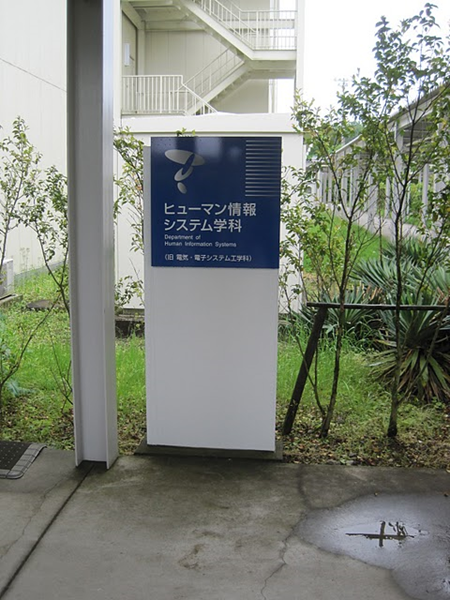 ヒューマン情報
システム学科
Department of
Human Information Systems
（旧 電気・電子システム工学科）